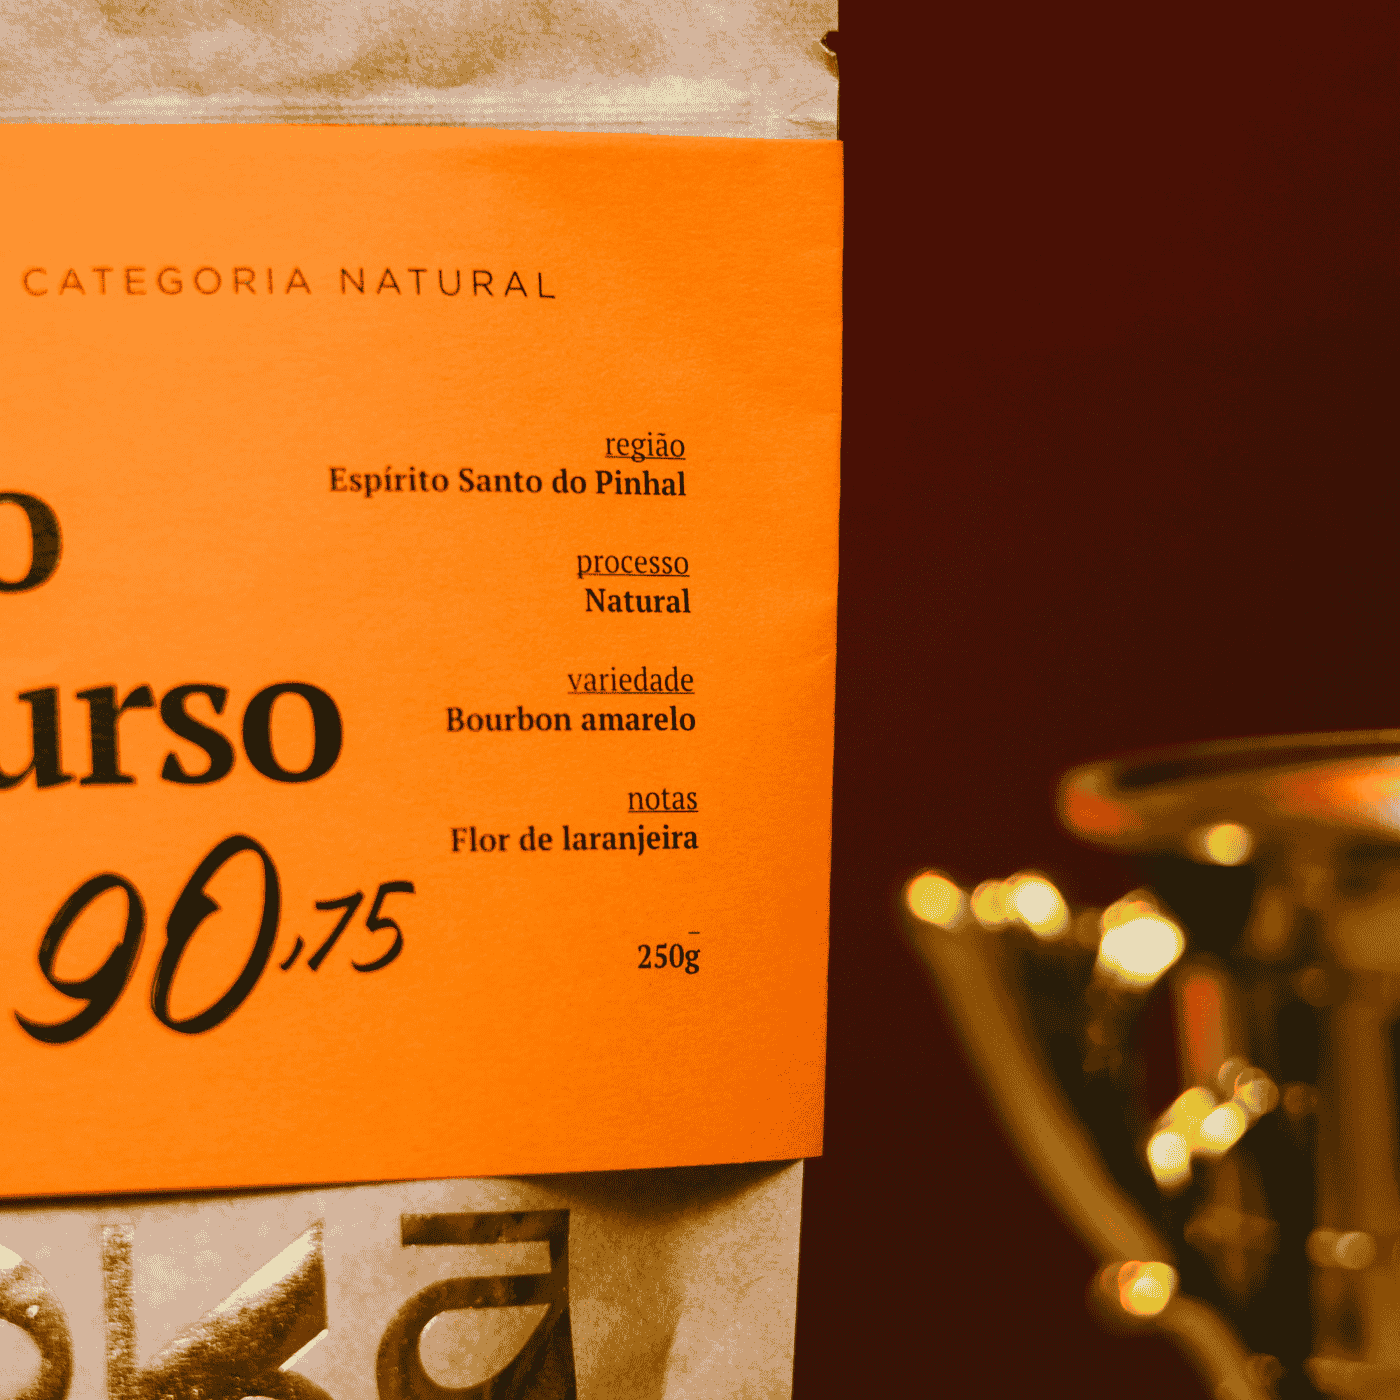 CATEGORIA NATURAL
região
Espírito Santo do Pinhal
processo
Natural
variedade
Bourbon amarelo
notas
Flor de laranjeira
90,75
250g